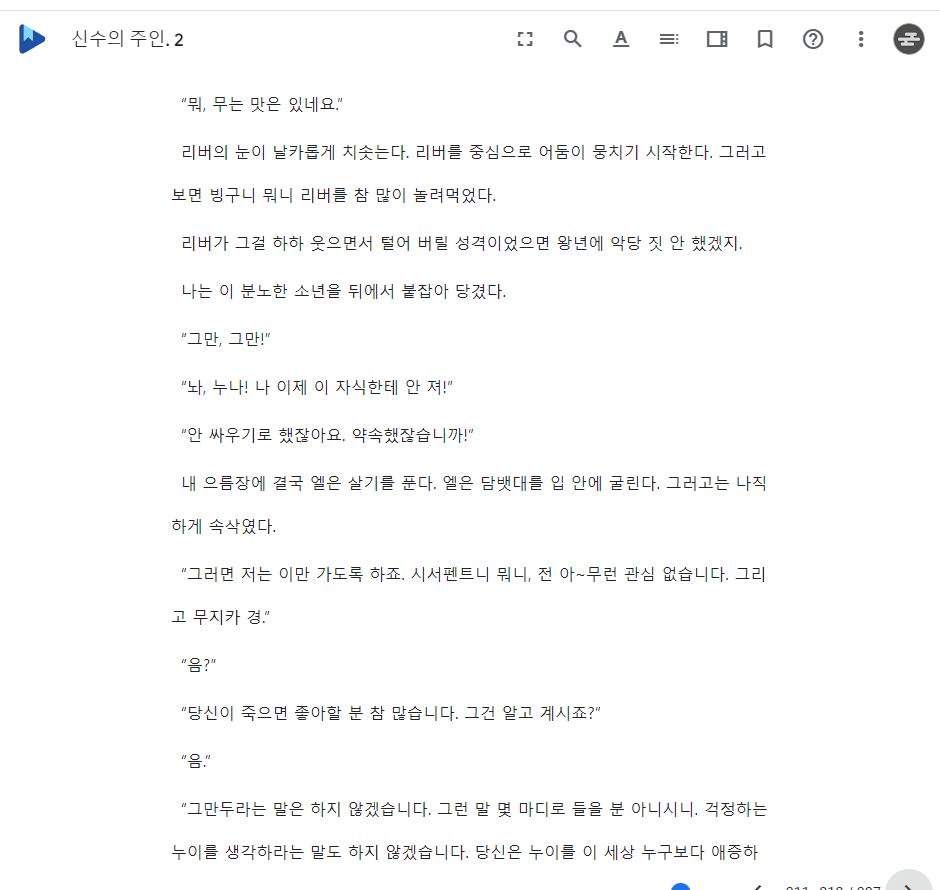 신수의 주인. 2
“뭐, 무는 맛은 있네요.”
리버의 눈이 날카롭게 치솟는다. 리버를 중심으로 어둠이 뭉치기 시작한다. 그러고
보면 빙구니 뭐니 리버를 참 많이 놀려먹었다.
리버가 그걸 하하 웃으면서 털어 버릴 성격이었으면 왕년에 악당 짓 안 했겠지.
나는 이 분노한 소년을 뒤에서 붙잡아 당겼다.
“그만, 그만!”
“놔, 누나! 나 이제 이 자식한테 안 져!”
“안 싸우기로 했잖아요. 약속했잖습니까!”
내 으름장에 결국 엘은 살기를 푼다. 엘은 담뱃대를 입 안에 굴린다. 그러고는 나직
하게 속삭였다.
“그러면 저는 이만 가도록 하죠. 시서펜트니 뭐니, 전 아~무런 관심 없습니다. 그리
고 무지카 경.”
“음?”
“당신이 죽으면 좋아할 분 참 많습니다. 그건 알고 계시죠?”
“음.”
“그만두라는 말은 하지 않겠습니다. 그런 말 몇 마디로 들을 분 아니시니. 걱정하는
누이를 생각하라는 말도 하지 않겠습니다. 당신은 누이를 이 세상 누구보다 애증하